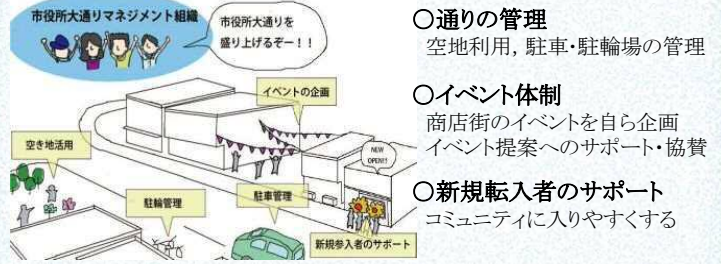 市役所大通りマネジメント組織
市役所大通りを
盛り上げるぞー！！
イベントの企画
空き地活用
NEW
OPEN!!
駐輪管理
駐車管理
新規参入者のサポート
〇通りの管理
空地利用，駐車・駐輪場の管理
〇イベント体制
商店街のイベントを自ら企画
イベント提案へのサポート・協賛
〇新規転入者のサポート
コミュニティに入りやすくする